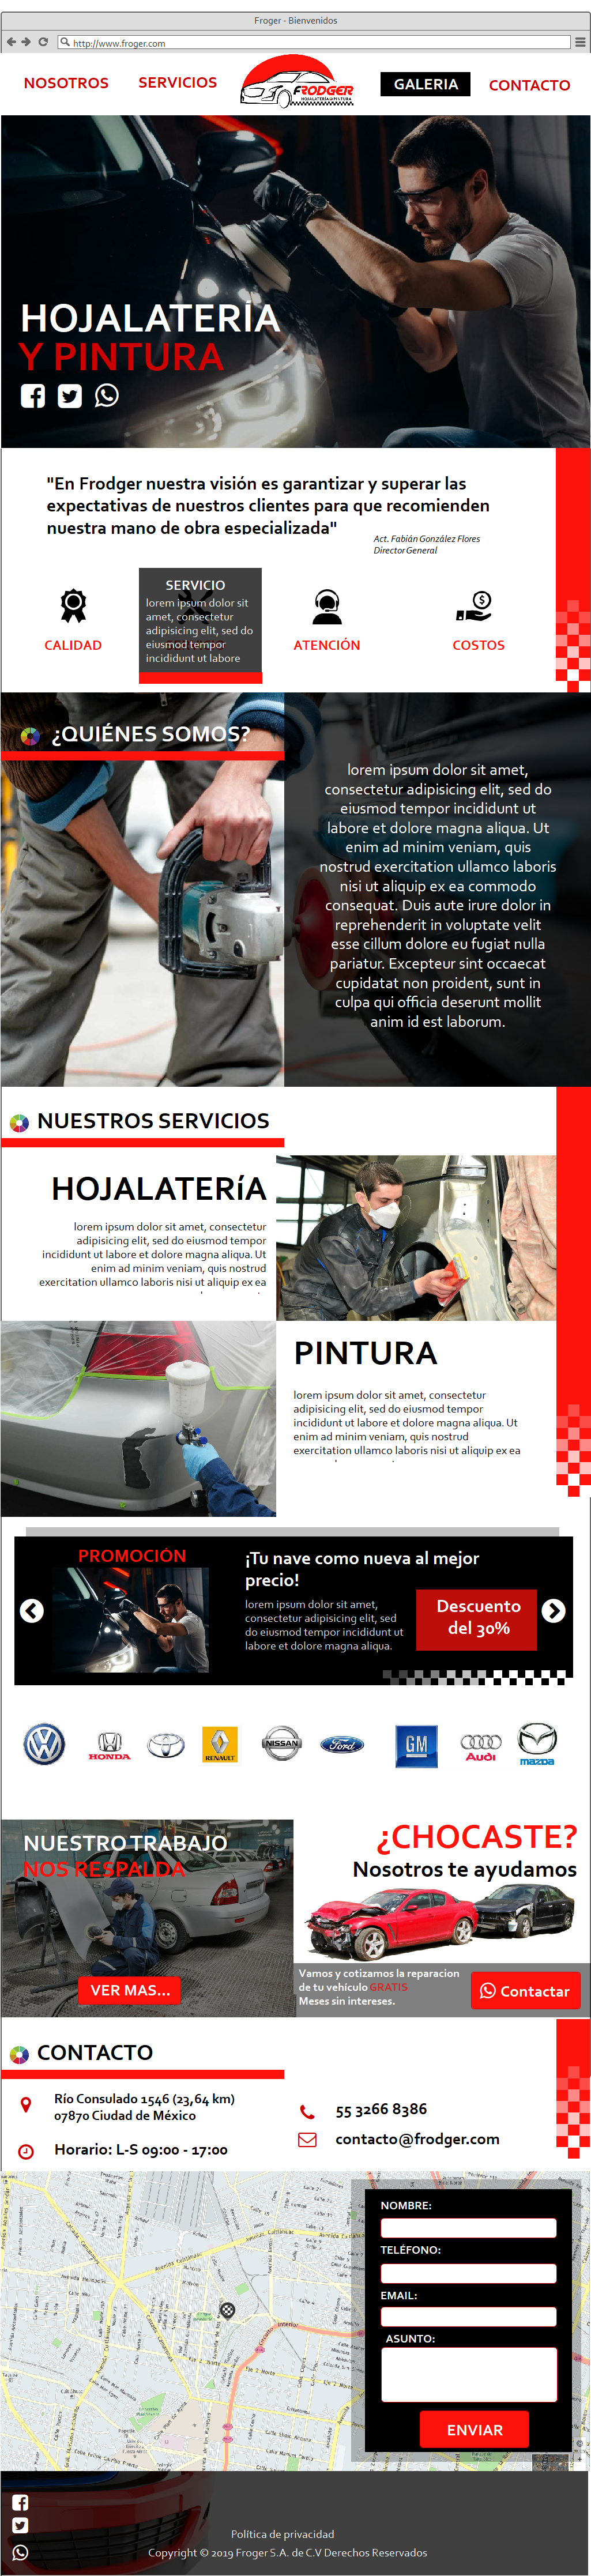 Froger - Bienvenidos
http://www.froger.com
NOSOTROS
SERVICIOS
FRODGER
HOJALATERIA & PINTURA
GALERIA
CONTACTO
HOJALATERÍA
Y PINTURA
"En Frodger nuestra visión es garantizar y superar las
expectativas de nuestros clientes para que recomienden
nuestra mano de obra especializada"
Act. Fabián González Flores
Director General
CALIDAD
SERVICIO
lorem ipsum dolor sit
amet, consectetur
adipisicing elit, sed do
eiusmod tempor
incididunt ut labore
ATENCIÓN
COSTOS
¿QUIÉNES SOMOS?
lorem ipsum dolor sit amet,
consectetur adipisicing elit, sed do
eiusmod tempor incididunt ut
labore et dolore magna aliqua. Ut
enim ad minim veniam, quis
nostrud exercitation ullamco laboris
nisi ut aliquip ex ea commodo
consequat. Duis aute irure dolor in
reprehenderit in voluptate velit
esse cillum dolore eu fugiat nulla
pariatur. Excepteur sint occaecat
cupidatat non proident, sunt in
culpa qui officia deserunt mollit
anim id est laborum.
NUESTROS SERVICIOS
HOJALATERíA
lorem ipsum dolor sit amet, consectetur
adipisicing elit, sed do eiusmod tempor
incididunt ut labore et dolore magna aliqua. Ut
enim ad minim veniam, quis nostrud
exercitation ullamco laboris nisi ut aliquip ex ea
PINTURA
lorem ipsum dolor sit amet, consectetur
adipisicing elit, sed do eiusmod tempor
incididunt ut labore et dolore magna aliqua. Ut
enim ad minim veniam, quis nostrud
exercitation ullamco laboris nisi ut aliquip ex ea
PROMOCIÓN
¡Tu nave como nueva al mejor
precio!
lorem ipsum dolor sit amet,
consectetur adipisicing elit, sed
do eiusmod tempor incididunt ut
labore et dolore magna aliqua.
Descuento
del 30%
HONDA
RENAULT
NISSAN
Ford
GM
Audi
mazda
NUESTRO TRABAJO
NOS RESPALDA
VER MAS...
¿CHOCASTE?
Nosotros te ayudamos
Vamos y cotizamos la reparacion
de tu vehículo GRATIS
Meses sin intereses.
Contactar
CONTACTO
Río Consulado 1546 (23,64 km)
07870 Ciudad de México
Horario: L-S 09:00 - 17:00
55 3266 8386
contacto@frodger.com
NOMBRE:
TELÉFONO:
EMAIL:
ASUNTO:
ENVIAR
Política de privacidad
Copyright © 2019 Froger S.A. de C.V Derechos Reservados